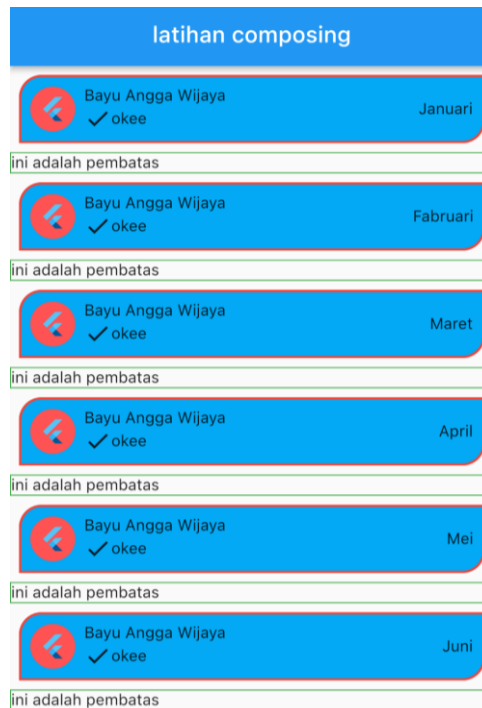 latihan composing
Bayu Angga Wijaya
okee
Januari
ini adalah pembatas
Bayu Angga Wijaya
okee
Fabruari
ini adalah pembatas
Bayu Angga Wijaya
okee
Maret
ini adalah pembatas
Bayu Angga Wijaya
okee
April
ini adalah pembatas
Bayu Angga Wijaya
okee
Mei
ini adalah pembatas
Bayu Angga Wijaya
okee
Juni
ini adalah pembatas